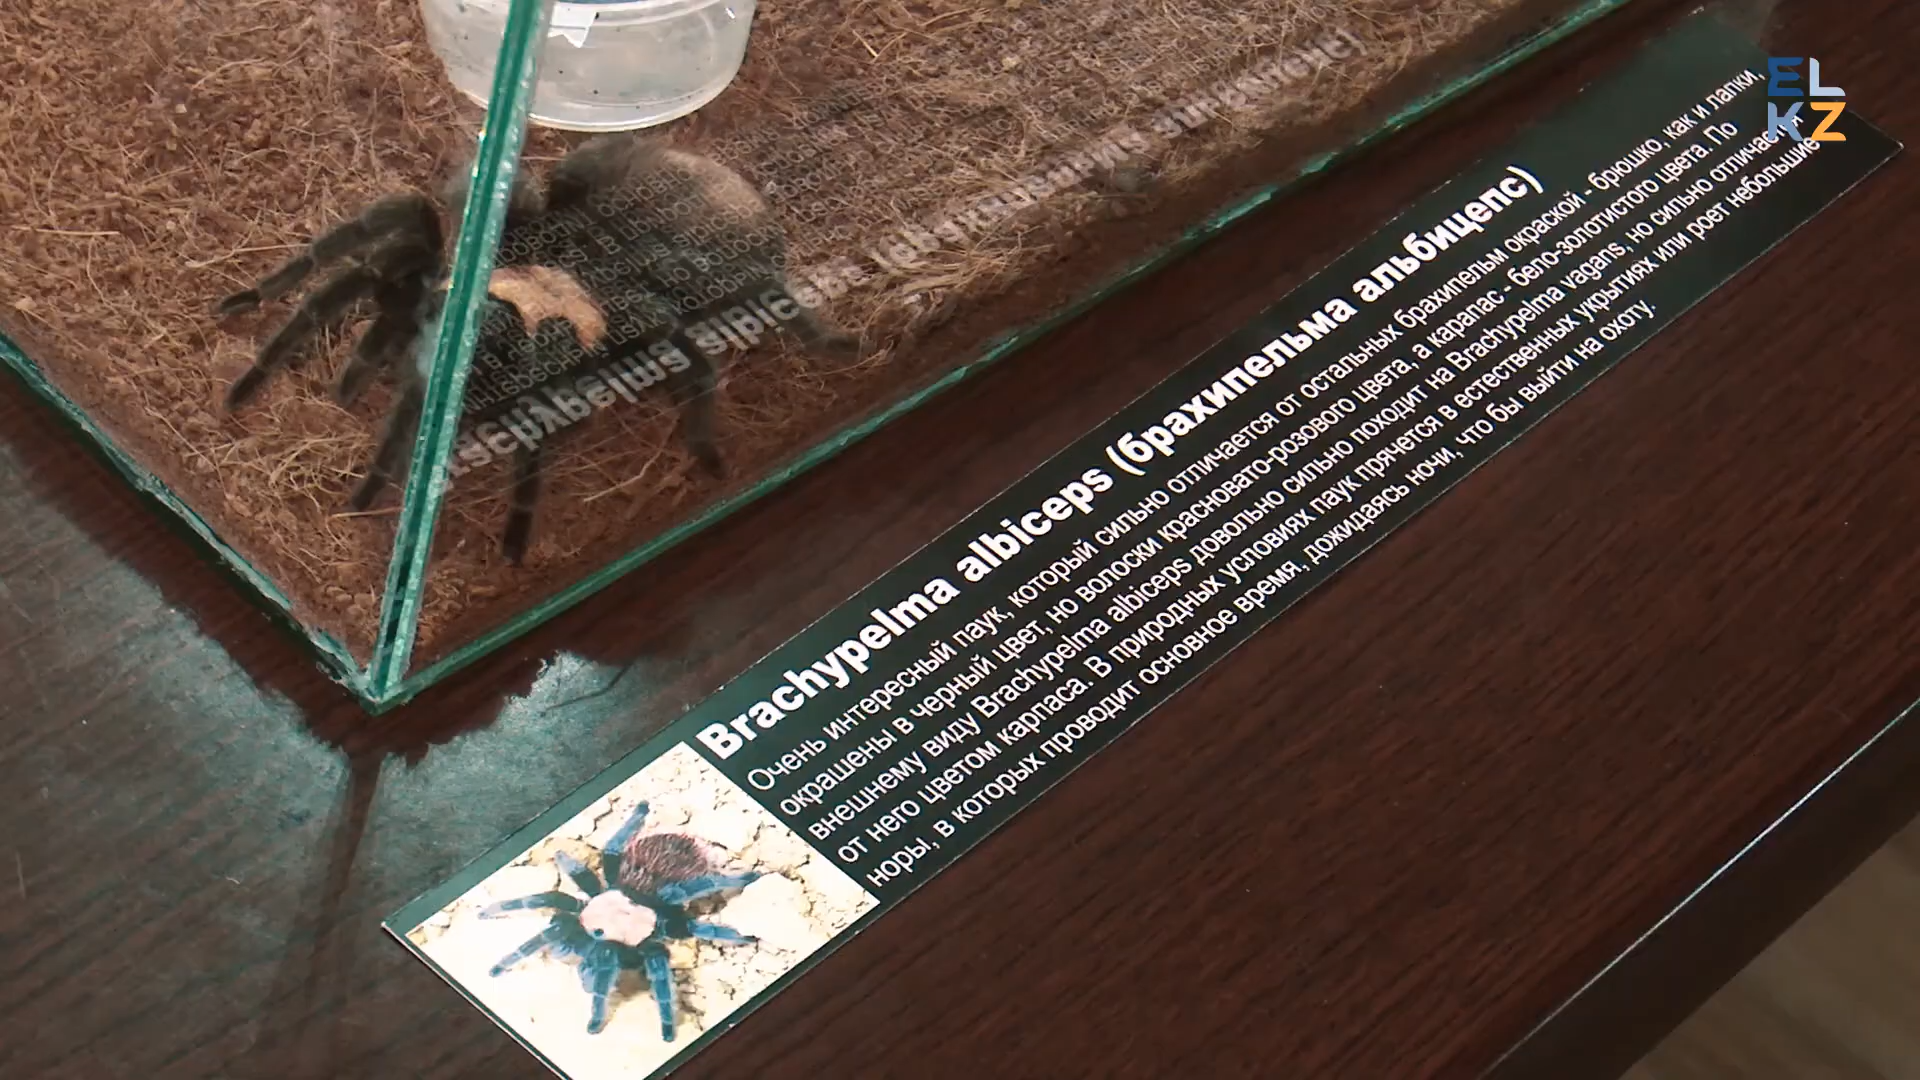 EL
KZ
Brachypelma albiceps (брахипельма альбицепс)
Очень интересный паук, который сильно отличается от остальных брахипельм окраской - брюшко, как и лапки,
окрашены в черный цвет, но волоски красновато-розового цвета, а карапас - бело-золотистого цвета. По
внешнему виду Brachypelma albiceps довольно сильно походит на Brachypelma vagans, но сильно отличается
от него цветом карпаса. В природных условиях паук прячется в естественных укрытиях или роет небольшие
норы, в которых проводит основное время, дожидаясь ночи, что бы выйти на охоту.